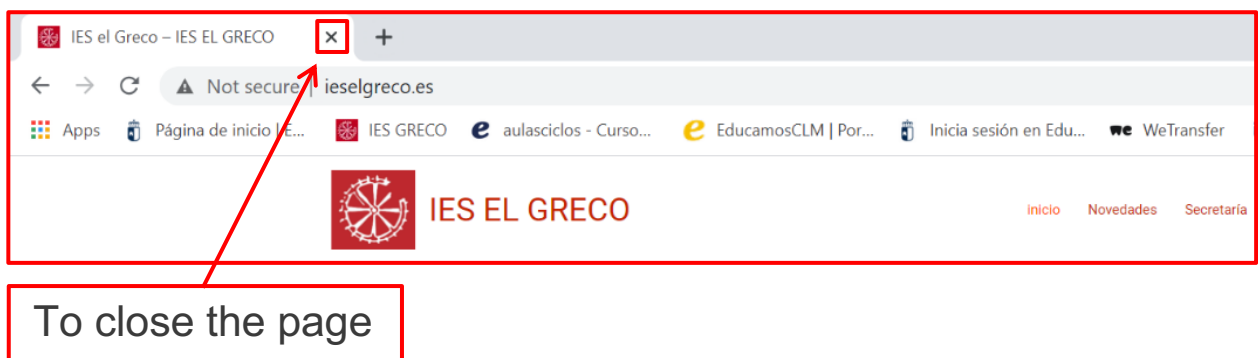 IES el Greco – IES EL GRECO
Not secure | ieselgreco.es
Apps Página de inicio | E... IES GRECO aulasciclos - Curso... EducamosCLM | Por... Inicia sesión en Edu... we WeTransfer
IES EL GRECO inicio Novedades Secretaría
To close the page